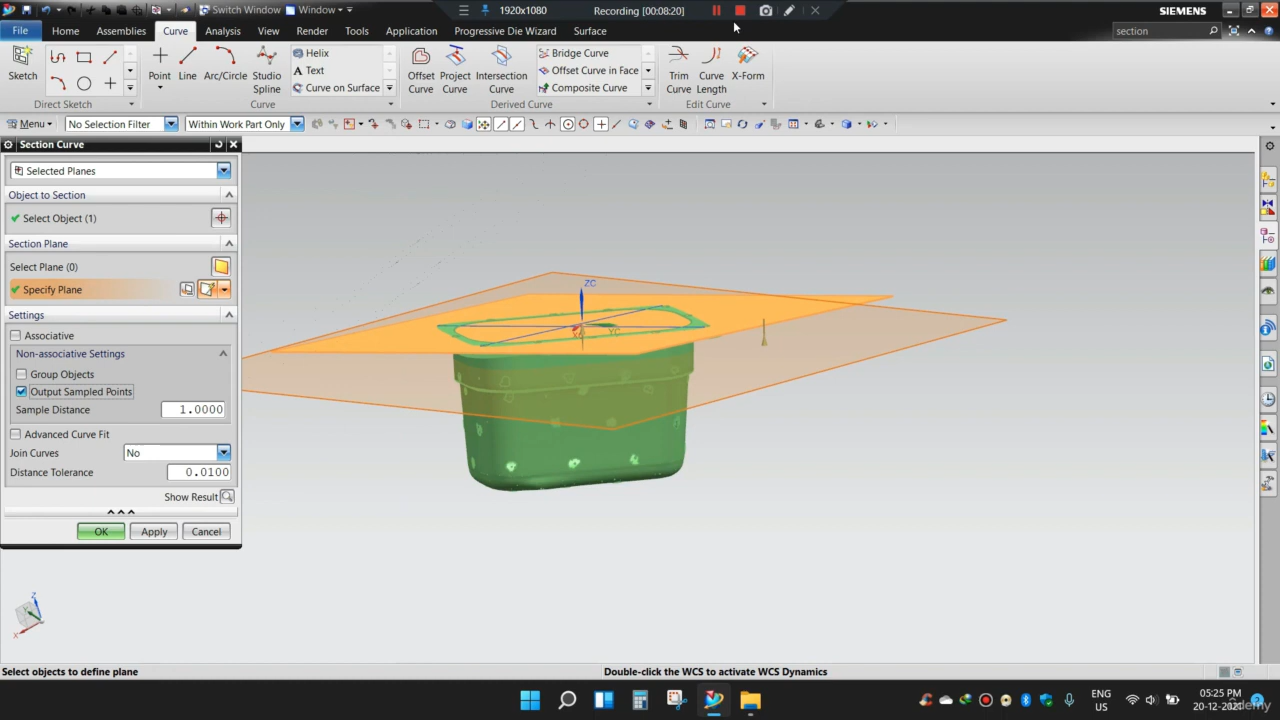 Switch Window Window 1920x1080 Recording [00:08:20] SIEMENS
File Home Assemblies Curve Analysis View Render Tools Application Progressive Die Wizard Surface section
Sketch Point Line Arc/Circle Studio Spline Helix Text Curve on Surface Offset Curve Project Curve Intersection Curve Bridge Curve Offset Curve in Face Composite Curve Trim Curve Curve Length X-Form
Direct Sketch Curve Derived Curve Edit Curve
Menu No Selection Filter Within Work Part Only
Section Curve
Selected Planes
Object to Section
Select Object (1)
Section Plane
Select Plane (0)
Specify Plane
Settings
Associative
Non-associative Settings
Group Objects
Output Sampled Points
Sample Distance 1.0000
Advanced Curve Fit
Join Curves No
Distance Tolerance 0.0100
Show Result
OK Apply Cancel
ZC
YC
Z
X
Select objects to define plane Double-click the WCS to activate WCS Dynamics
ENG US 05:25 PM 20-12-2021